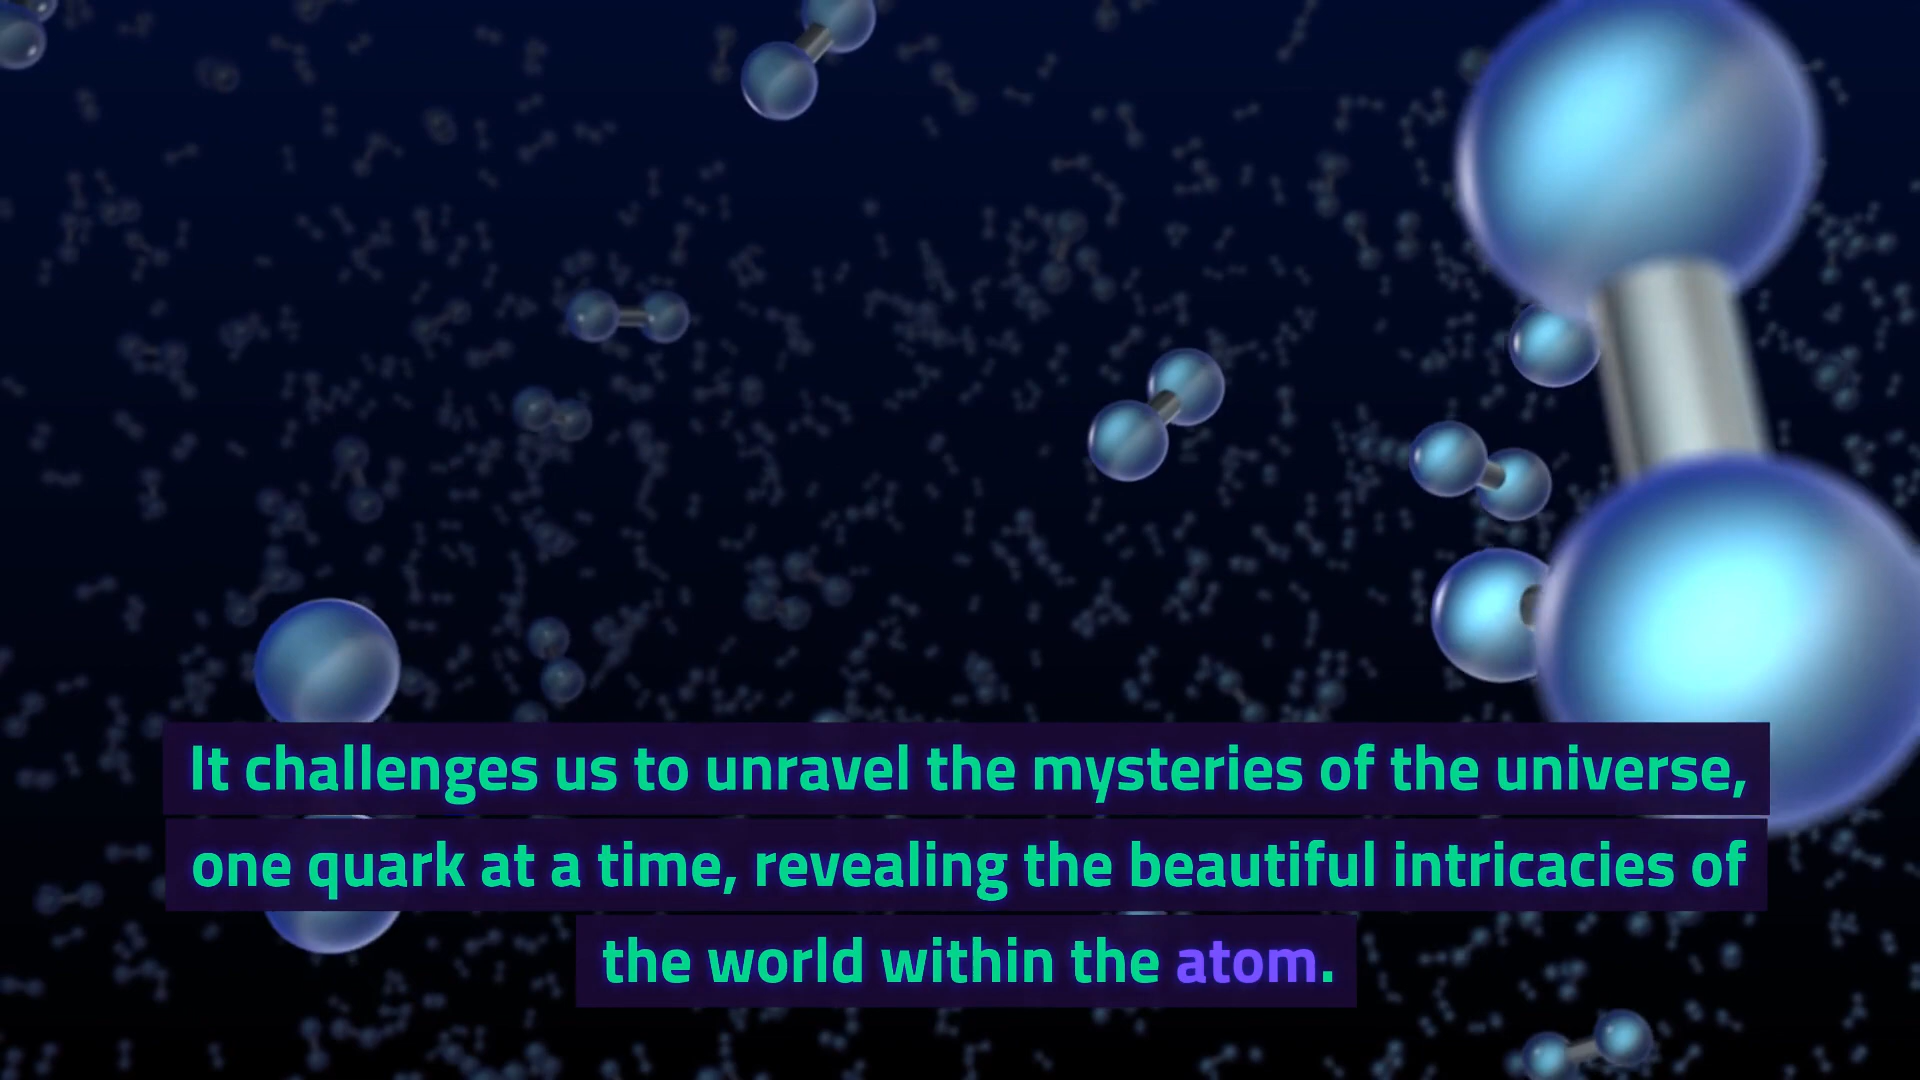 It challenges us to unravel the mysteries of the universe,
one quark at a time, revealing the beautiful intricacies of
the world within the atom.